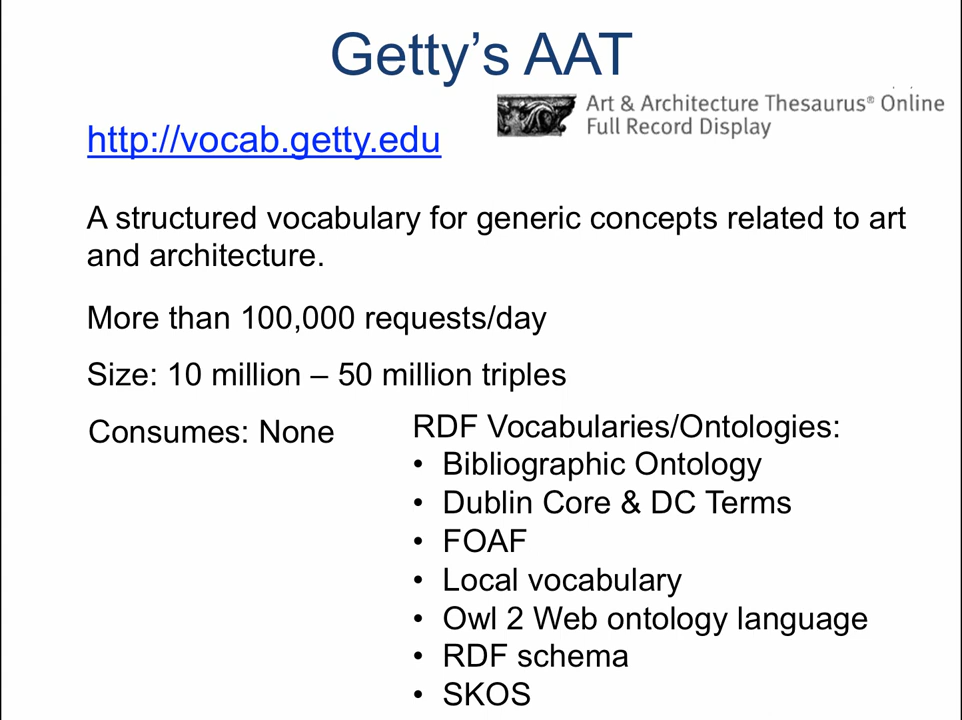 Getty’s AAT
Art & Architecture Thesaurus® Online
Full Record Display
http://vocab.getty.edu
A structured vocabulary for generic concepts related to art
and architecture.
More than 100,000 requests/day
Size: 10 million – 50 million triples
Consumes: None
RDF Vocabularies/Ontologies:
• Bibliographic Ontology
• Dublin Core & DC Terms
• FOAF
• Local vocabulary
• Owl 2 Web ontology language
• RDF schema
• SKOS